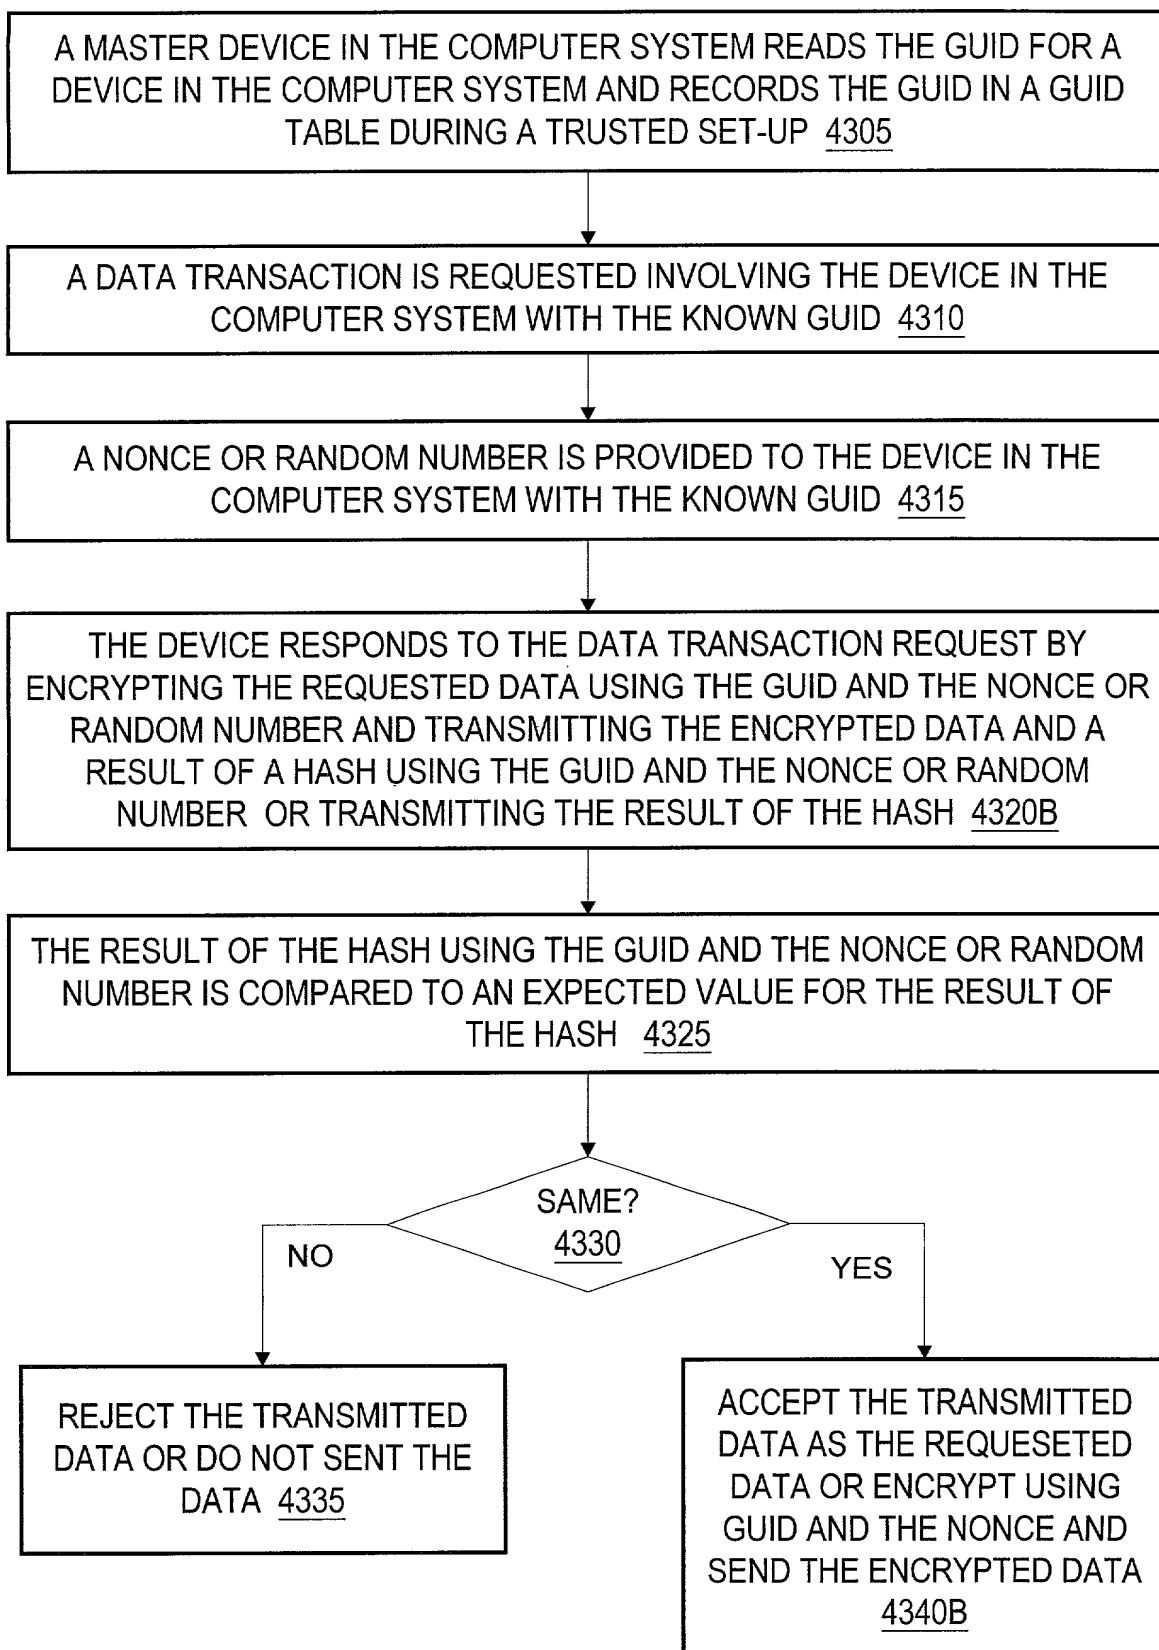 A MASTER DEVICE IN THE COMPUTER SYSTEM READS THE GUID FOR A
DEVICE IN THE COMPUTER SYSTEM AND RECORDS THE GUID IN A GUID
TABLE DURING A TRUSTED SET-UP 4305
A DATA TRANSACTION IS REQUESTED INVOLVING THE DEVICE IN THE
COMPUTER SYSTEM WITH THE KNOWN GUID 4310
A NONCE OR RANDOM NUMBER IS PROVIDED TO THE DEVICE IN THE
COMPUTER SYSTEM WITH THE KNOWN GUID 4315
THE DEVICE RESPONDS TO THE DATA TRANSACTION REQUEST BY
ENCRYPTING THE REQUESTED DATA USING THE GUID AND THE NONCE OR
RANDOM NUMBER AND TRANSMITTING THE ENCRYPTED DATA AND A
RESULT OF A HASH USING THE GUID AND THE NONCE OR RANDOM
NUMBER OR TRANSMITTING THE RESULT OF THE HASH 4320B
THE RESULT OF THE HASH USING THE GUID AND THE NONCE OR RANDOM
NUMBER IS COMPARED TO AN EXPECTED VALUE FOR THE RESULT OF
THE HASH 4325
SAME?
4330
NO
YES
REJECT THE TRANSMITTED
DATA OR DO NOT SENT THE
DATA 4335
ACCEPT THE TRANSMITTED
DATA AS THE REQUESETED
DATA OR ENCRYPT USING
GUID AND THE NONCE AND
SEND THE ENCRYPTED DATA
4340B